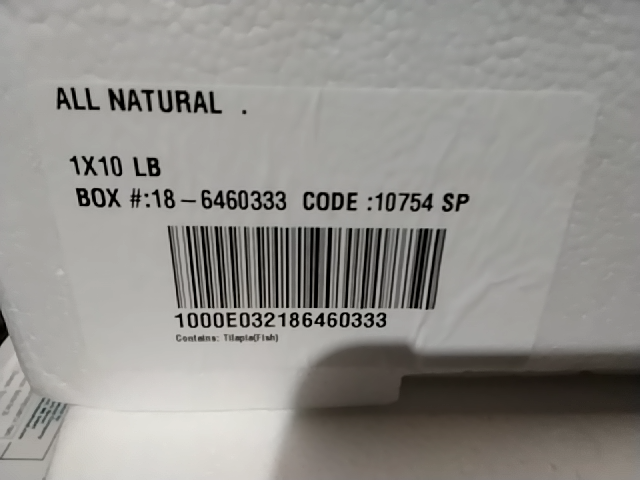 ALL NATURAL .
1X10 LB
BOX #:18-6460333 CODE :10754 SP
1000E032186460333
Contains: Tilapia(Fish)